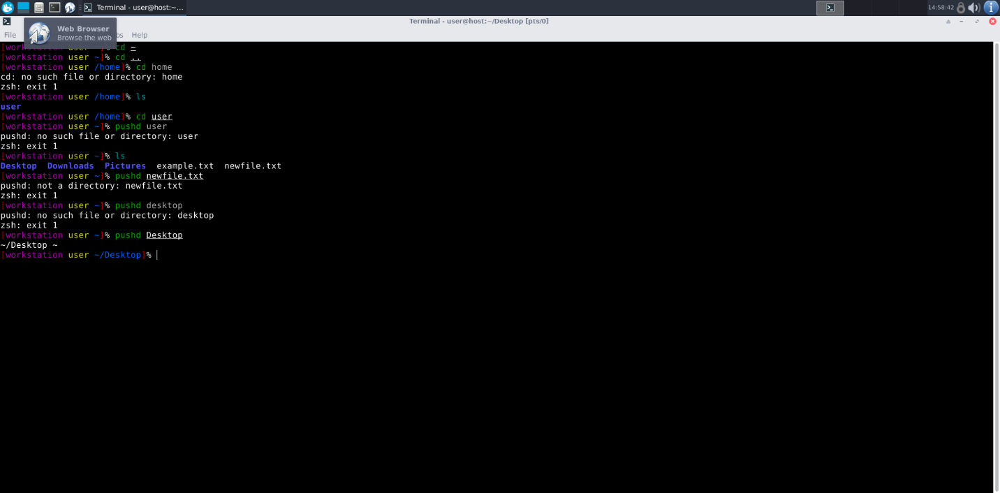 Terminal - user@host:~...
14:58:42
Terminal - user@host:~/Desktop [pts/0]
Web Browser
Browse the web
File
Help
[workstation user ~]% cd ~
[workstation user ~]% cd ..
[workstation user /home]% cd home
cd: no such file or directory: home
zsh: exit 1
[workstation user /home]% ls
user
[workstation user /home]% cd user
[workstation user ~]% pushd user
pushd: no such file or directory: user
zsh: exit 1
[workstation user ~]% ls
Desktop  Downloads  Pictures  example.txt  newfile.txt
[workstation user ~]% pushd newfile.txt
pushd: not a directory: newfile.txt
zsh: exit 1
[workstation user ~]% pushd desktop
pushd: no such file or directory: desktop
zsh: exit 1
[workstation user ~]% pushd Desktop
~/Desktop ~
[workstation user ~/Desktop]%